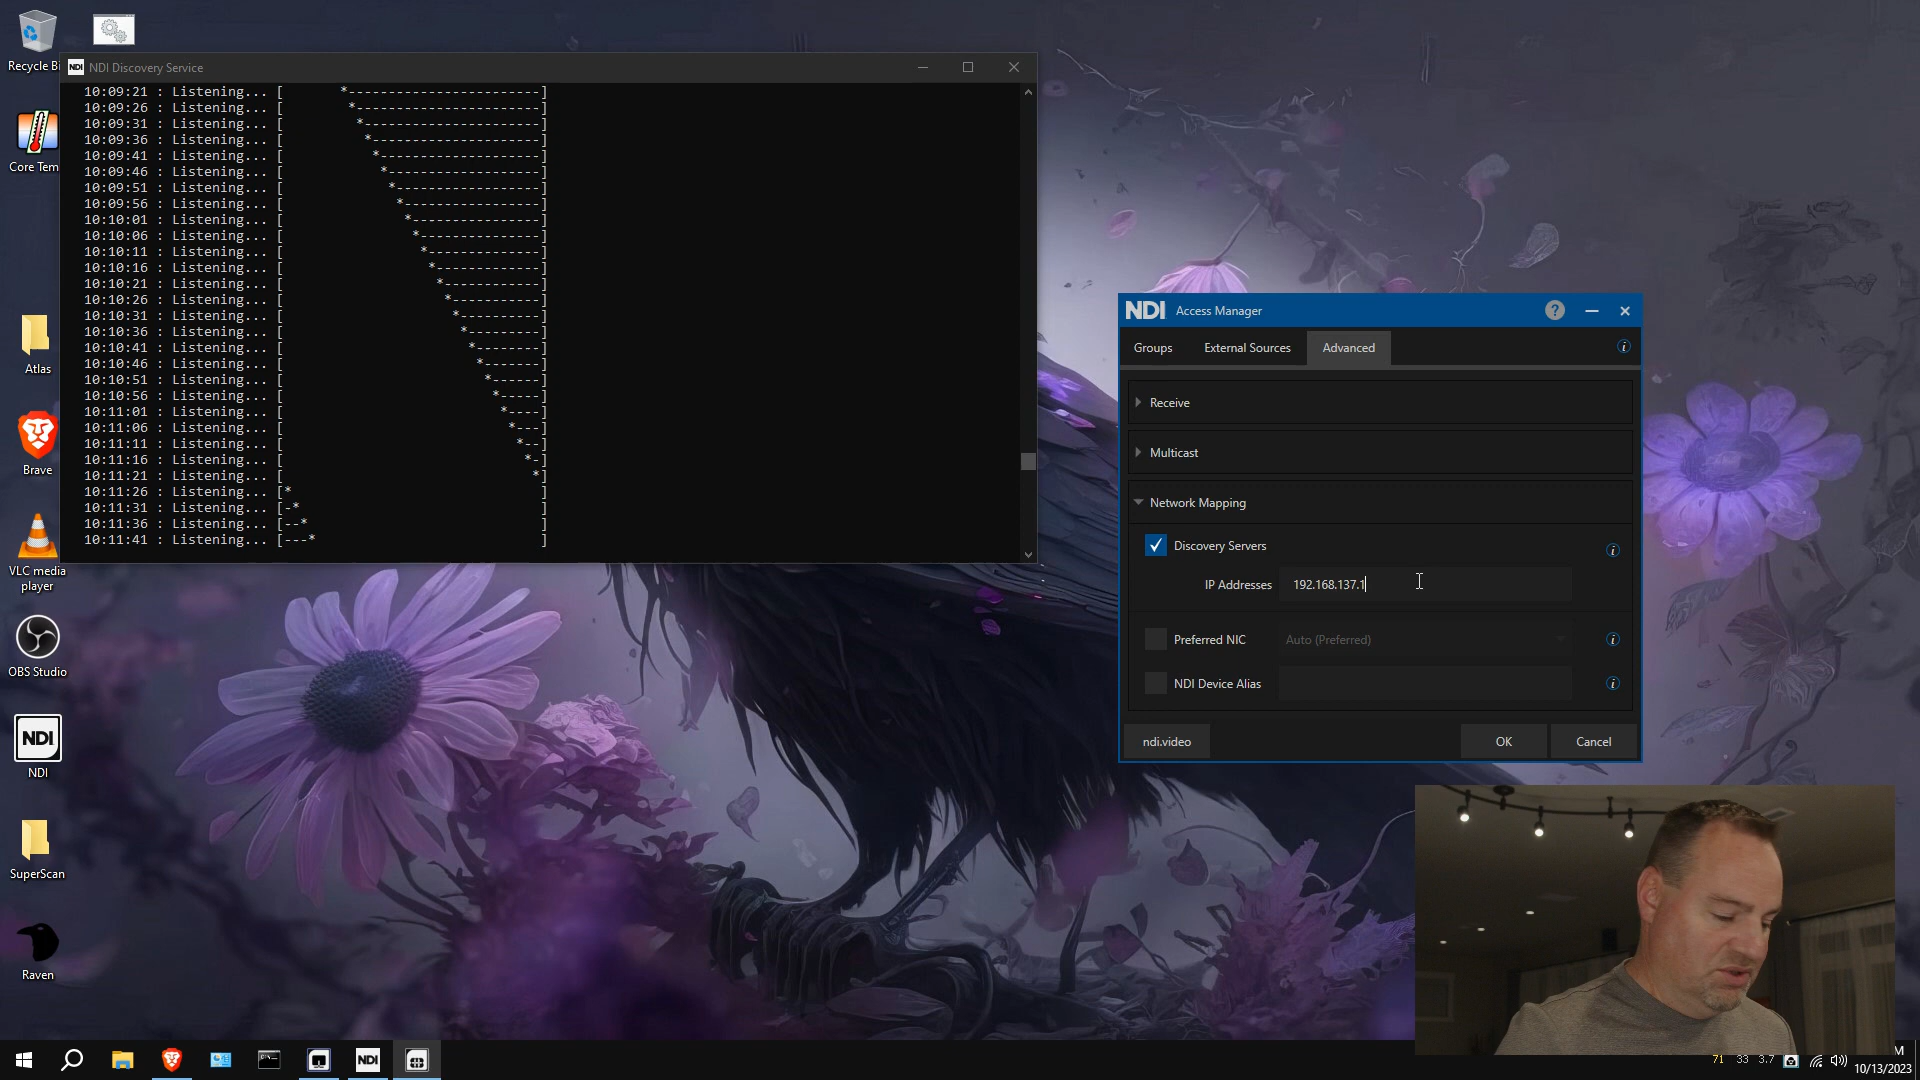 Recycle Bi
NDI NDI Discovery Service
10:09:21 : Listening... [       *------------------------]
10:09:26 : Listening... [        *-----------------------]
10:09:31 : Listening... [         *----------------------]
10:09:36 : Listening... [          *---------------------]
10:09:41 : Listening... [           *--------------------]
10:09:46 : Listening... [            *-------------------]
10:09:51 : Listening... [             *------------------]
10:09:56 : Listening... [              *-----------------]
10:10:01 : Listening... [               *----------------]
10:10:06 : Listening... [                *---------------]
10:10:11 : Listening... [                 *--------------]
10:10:16 : Listening... [                  *-------------]
10:10:21 : Listening... [                   *------------]
10:10:26 : Listening... [                    *-----------]
10:10:31 : Listening... [                     *----------]
10:10:36 : Listening... [                      *---------]
10:10:41 : Listening... [                       *--------]
10:10:46 : Listening... [                        *-------]
10:10:51 : Listening... [                         *------]
10:10:56 : Listening... [                          *-----]
10:11:01 : Listening... [                           *----]
10:11:06 : Listening... [                            *---]
10:11:11 : Listening... [                             *--]
10:11:16 : Listening... [                              *-]
10:11:21 : Listening... [                               *]
10:11:26 : Listening... [*                               ]
10:11:31 : Listening... [-*                              ]
10:11:36 : Listening... [--*                             ]
10:11:41 : Listening... [---*                            ]
Core Tem
Atlas
Brave
VLC media
player
OBS Studio
NDI
NDI
SuperScan
Raven
NDI Access Manager
Groups External Sources Advanced
Receive
Multicast
Network Mapping
Discovery Servers
IP Addresses 192.168.137.1
Preferred NIC Auto (Preferred)
NDI Device Alias
ndi.video OK Cancel
NDI
71 33 3.7
M
10/13/2023